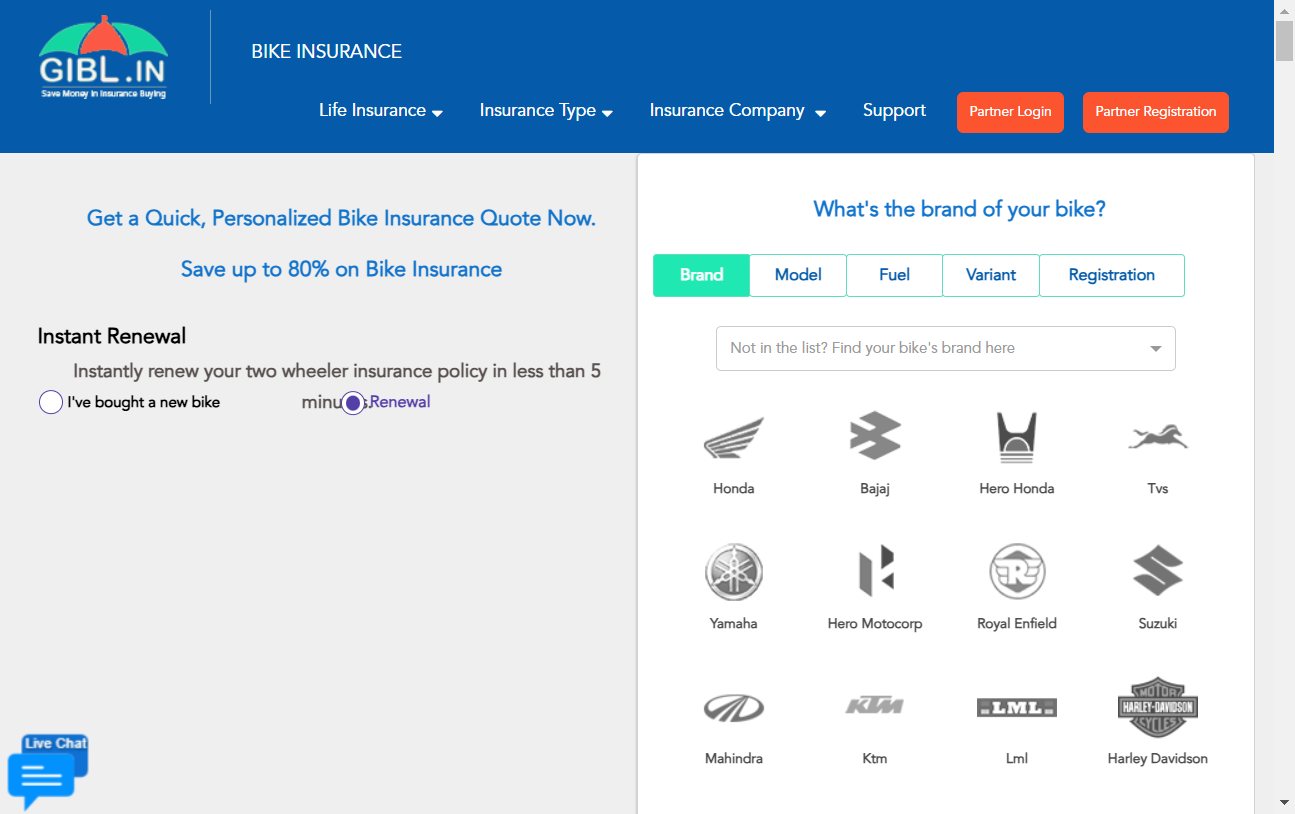 GIBL.IN
Save Money In Insurance Buying
BIKE INSURANCE
Life Insurance
Insurance Type
Insurance Company
Support
Partner Login
Partner Registration
Get a Quick, Personalized Bike Insurance Quote Now.
Save up to 80% on Bike Insurance
Instant Renewal
Instantly renew your two wheeler insurance policy in less than 5
I've bought a new bike
Renewal
What's the brand of your bike?
Brand
Model
Fuel
Variant
Registration
Not in the list? Find your bike's brand here
Honda
Bajaj
Hero Honda
Tvs
Yamaha
Hero Motocorp
Royal Enfield
Suzuki
KTM
LML
MOTOR
HARLEY-DAVIDSON
CYCLES
Mahindra
Ktm
Lml
Harley Davidson
Live Chat